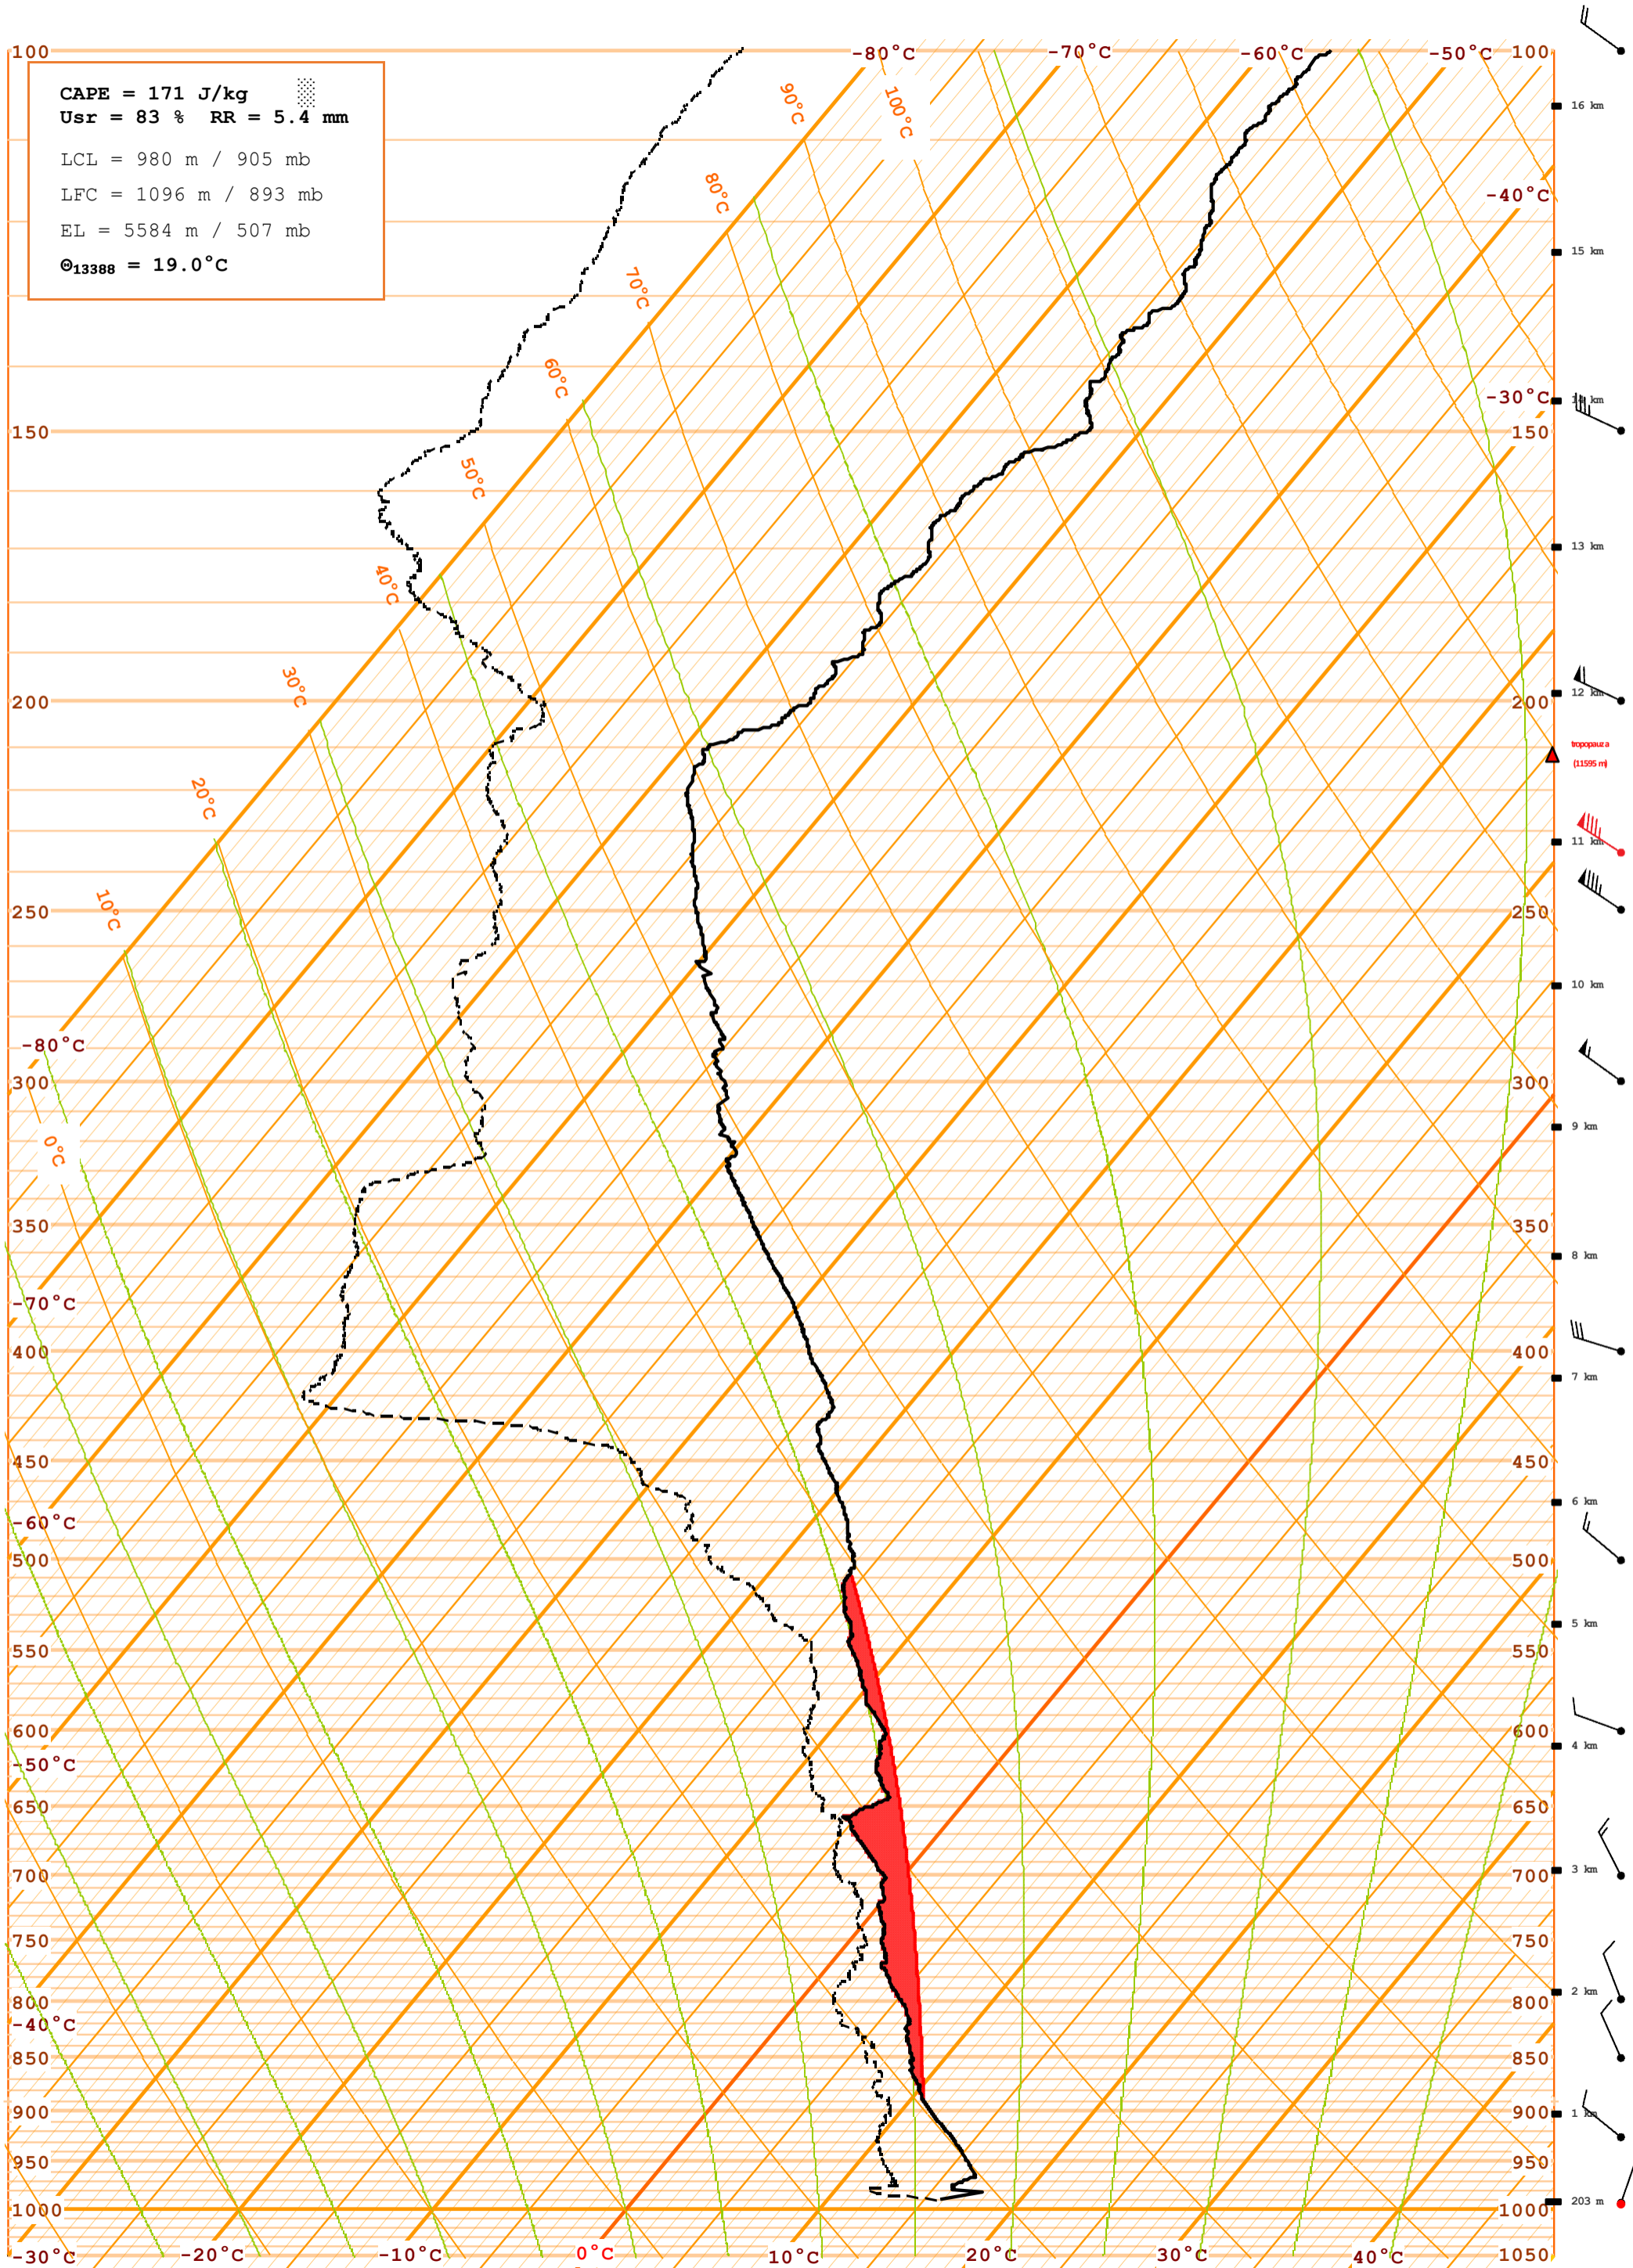 100 -80°C -70°C -60°C -50°C 100
CAPE = 171 J/kg
Usr = 83 % RR = 5.4 mm
LCL = 980 m / 905 mb
LFC = 1096 m / 893 mb
EL = 5584 m / 507 mb
Θ13388 = 19.0°C
90°C 100°C
16 km
80°C
-40°C
15 km
70°C
60°C
-30°C
14 km
150 150
50°C
13 km
40°C
30°C
12 km
200 200
tropopauza
(11595 m)
20°C
11 km
10°C
250 250
10 km
-80°C
300 300
9 km
0°C
350 350
8 km
-70°C
400 400
7 km
450 450
6 km
-60°C
500 500
5 km
550 550
600 600
4 km
-50°C
650 650
3 km
700 700
750 750
2 km
800 800
-40°C
850 850
900 900
1 km
950 950
203 m
1000 1000
-30°C -20°C -10°C 0°C 10°C 20°C 30°C 40°C 1050